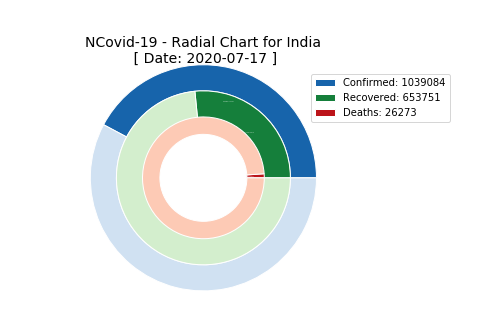 NCovid-19 - Radial Chart for India
[ Date: 2020-07-17 ]
Confirmed: 1039084
Recovered: 653751
Deaths: 26273